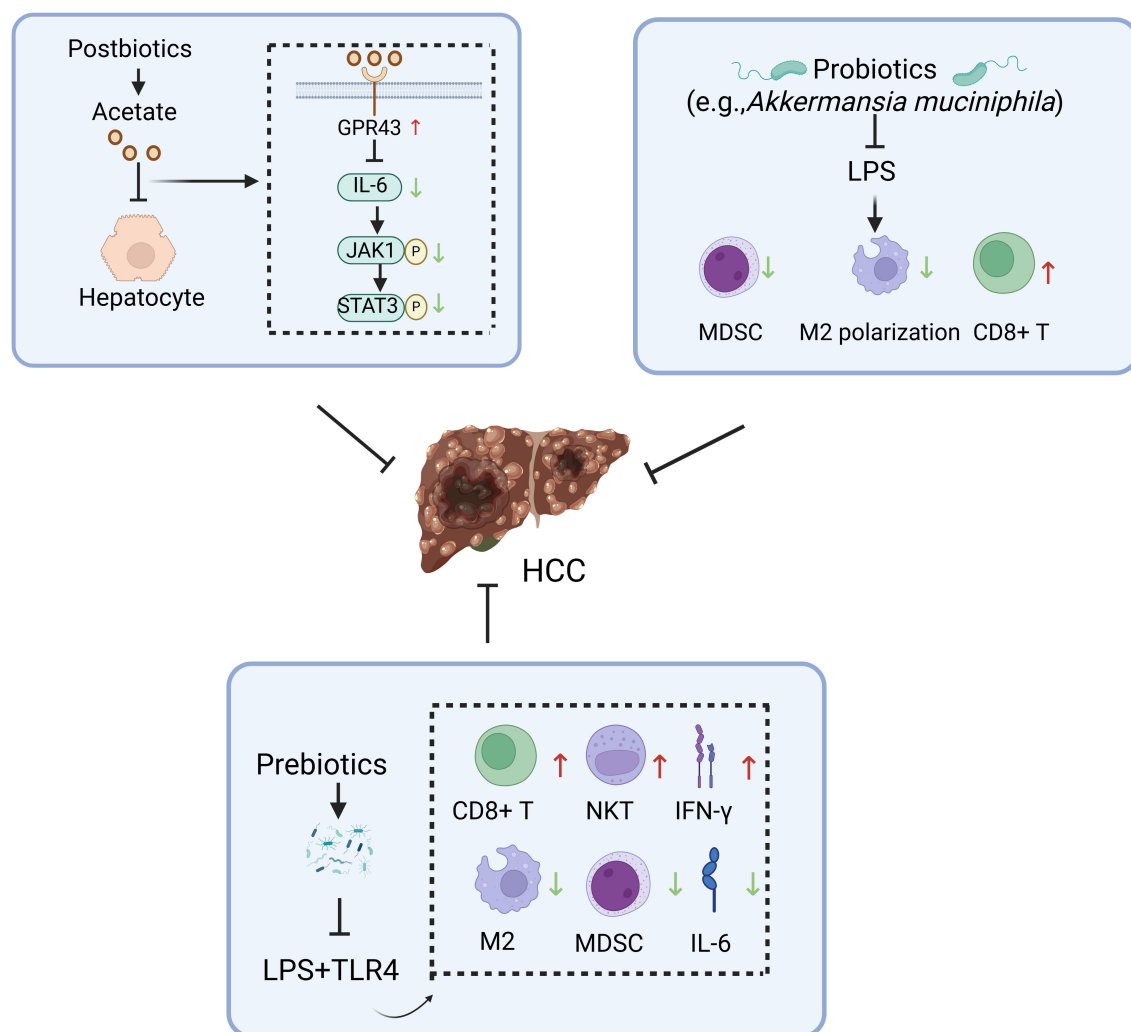 Postbiotics
Acetate
Hepatocyte
GPR43 ↑
IL-6 ↓
JAK1 P ↓
STAT3 P ↓
Probiotics
(e.g.,Akkermansia muciniphila)
LPS
↓ ↓ ↑
MDSC M2 polarization CD8+ T
HCC
Prebiotics
LPS+TLR4
↑ ↑ ↑
CD8+ T NKT IFN-γ
↓ ↓ ↓
M2 MDSC IL-6